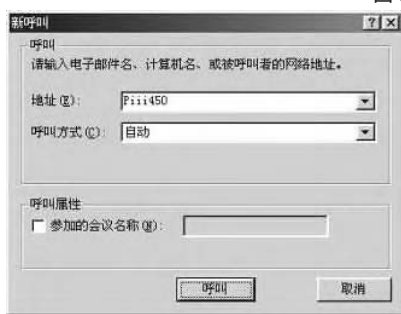 新呼叫
呼叫
请输入电子邮件名、计算机名、或被呼叫者的网络地址。
地址(E): Piii450
呼叫方式(C): 自动
呼叫属性
参加的会议名称(N):
呼叫 取消